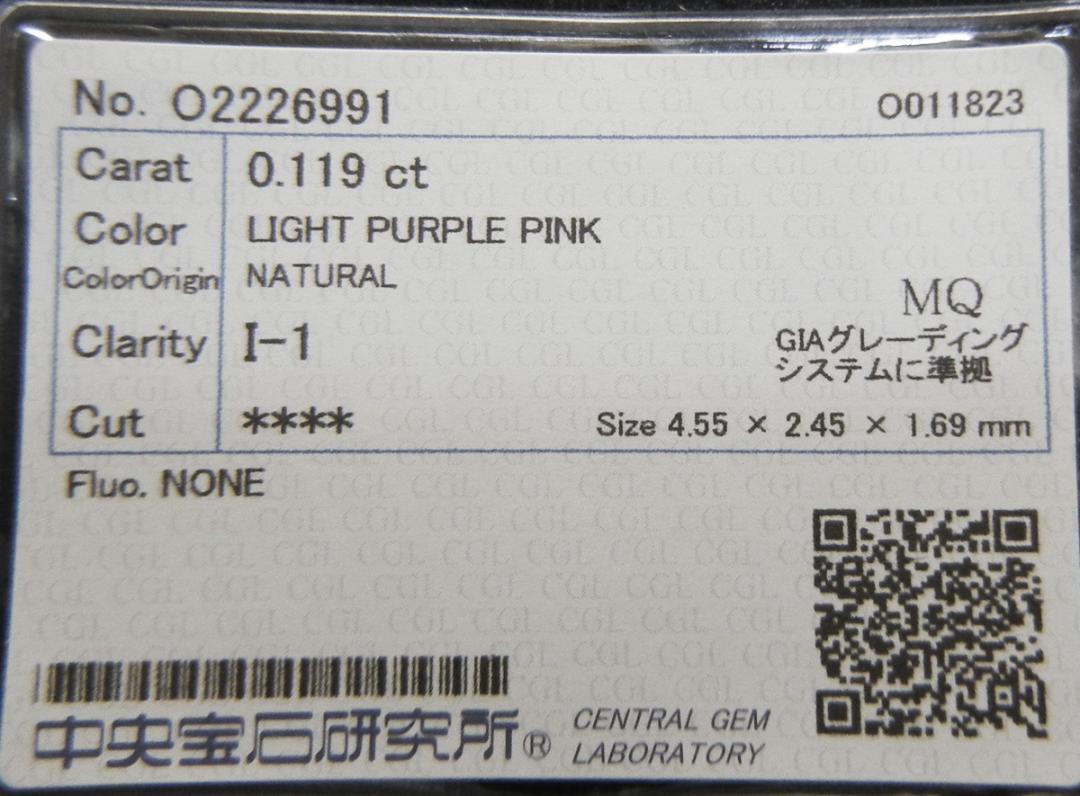 No. O2226991 O011823
Carat 0.119 ct
Color LIGHT PURPLE PINK
ColorOrigin NATURAL
MQ
Clarity I-1 GIAグレーディング
システムに準拠
Cut **** Size 4.55 × 2.45 × 1.69 mm
Fluo. NONE
中央宝石研究所® CENTRAL GEM
LABORATORY